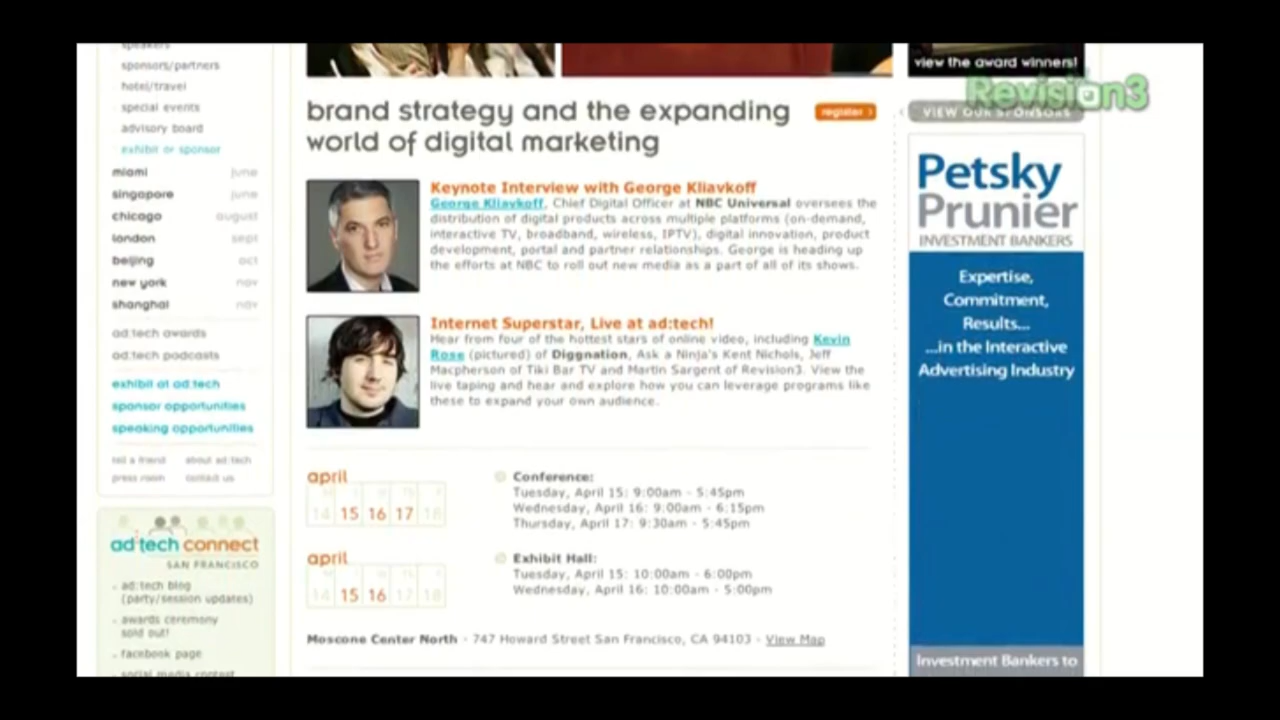 speakers
sponsors/partners
hotel/travel
special events
advisory board
exhibit or sponsor
miami june
singapore june
chicago august
london sept
beijing oct
new york nov
shanghai nov
ad:tech awards
ad:tech podcasts
exhibit at ad:tech
sponsor opportunities
speaking opportunities
tell a friend about ad:tech
press room contact us
ad:tech connect
SAN FRANCISCO
ad:tech blog
(party/session updates)
awards ceremony
sold out!
facebook page
social media contest
brand strategy and the expanding
world of digital marketing
register
Keynote Interview with George Kliavkoff
George Kliavkoff, Chief Digital Officer at NBC Universal oversees the
distribution of digital products across multiple platforms (on-demand,
interactive TV, broadband, wireless, IPTV), digital innovation, product
development, portal and partner relationships. George is heading up
the efforts at NBC to roll out new media as a part of all of its shows.
Internet Superstar, Live at ad:tech!
Hear from four of the hottest stars of online video, including Kevin
Rose (pictured) of Diggnation, Ask a Ninja's Kent Nichols, Jeff
Macpherson of Tiki Bar TV and Martin Sargent of Revision3. View the
live taping and hear and explore how you can leverage programs like
these to expand your own audience.
april
14 15 16 17 18
Conference:
Tuesday, April 15: 9:00am - 5:45pm
Wednesday, April 16: 9:00am - 6:15pm
Thursday, April 17: 9:30am - 5:45pm
april
14 15 16 17 18
Exhibit Hall:
Tuesday, April 15: 10:00am - 6:00pm
Wednesday, April 16: 10:00am - 5:00pm
Moscone Center North - 747 Howard Street San Francisco, CA 94103 - View Map
view the award winners!
Revision3
VIEW OUR SPONSORS
Petsky
Prunier
INVESTMENT BANKERS
Expertise,
Commitment,
Results...
...in the Interactive
Advertising Industry
Investment Bankers to